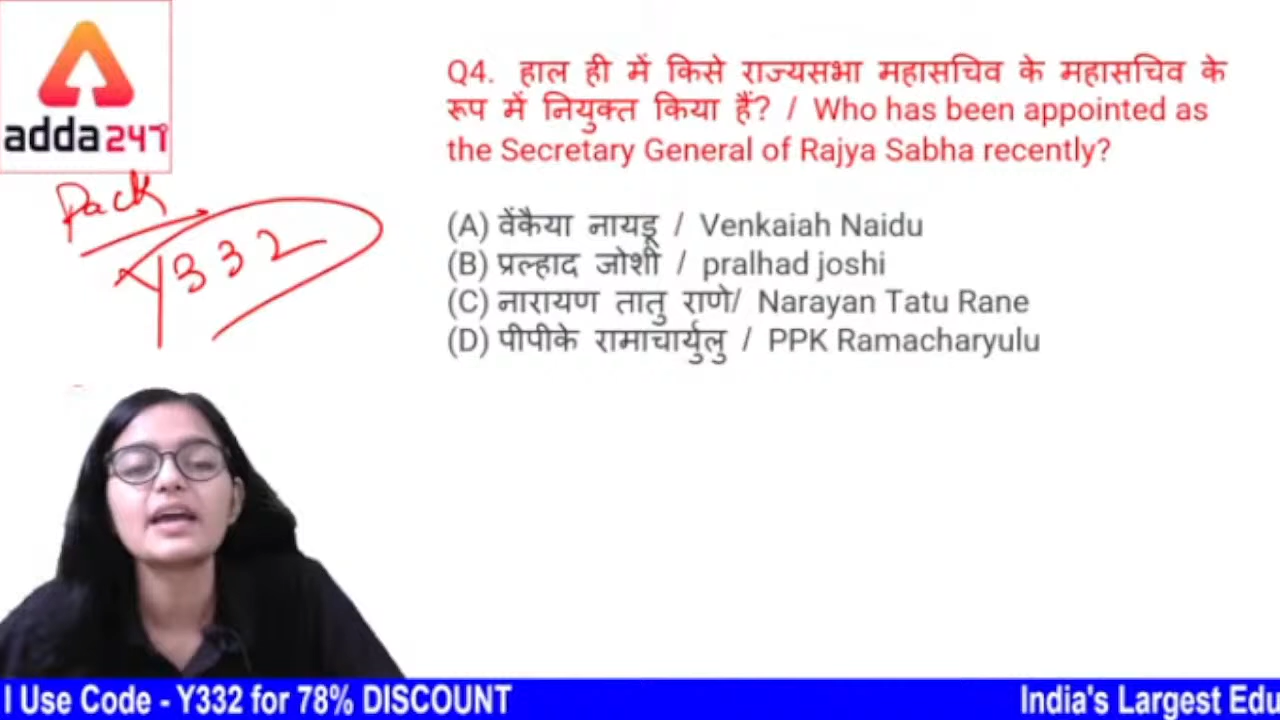 adda247
Pack
Y332
Q4. हाल ही में किसे राज्यसभा महासचिव के महासचिव के
रूप में नियुक्त किया हैं? / Who has been appointed as
the Secretary General of Rajya Sabha recently?
(A) वेंकैया नायडू / Venkaiah Naidu
(B) प्रल्हाद जोशी / pralhad joshi
(C) नारायण तातु राणे/ Narayan Tatu Rane
(D) पीपीके रामाचार्युलु / PPK Ramacharyulu
I Use Code - Y332 for 78% DISCOUNT
India's Largest Edu